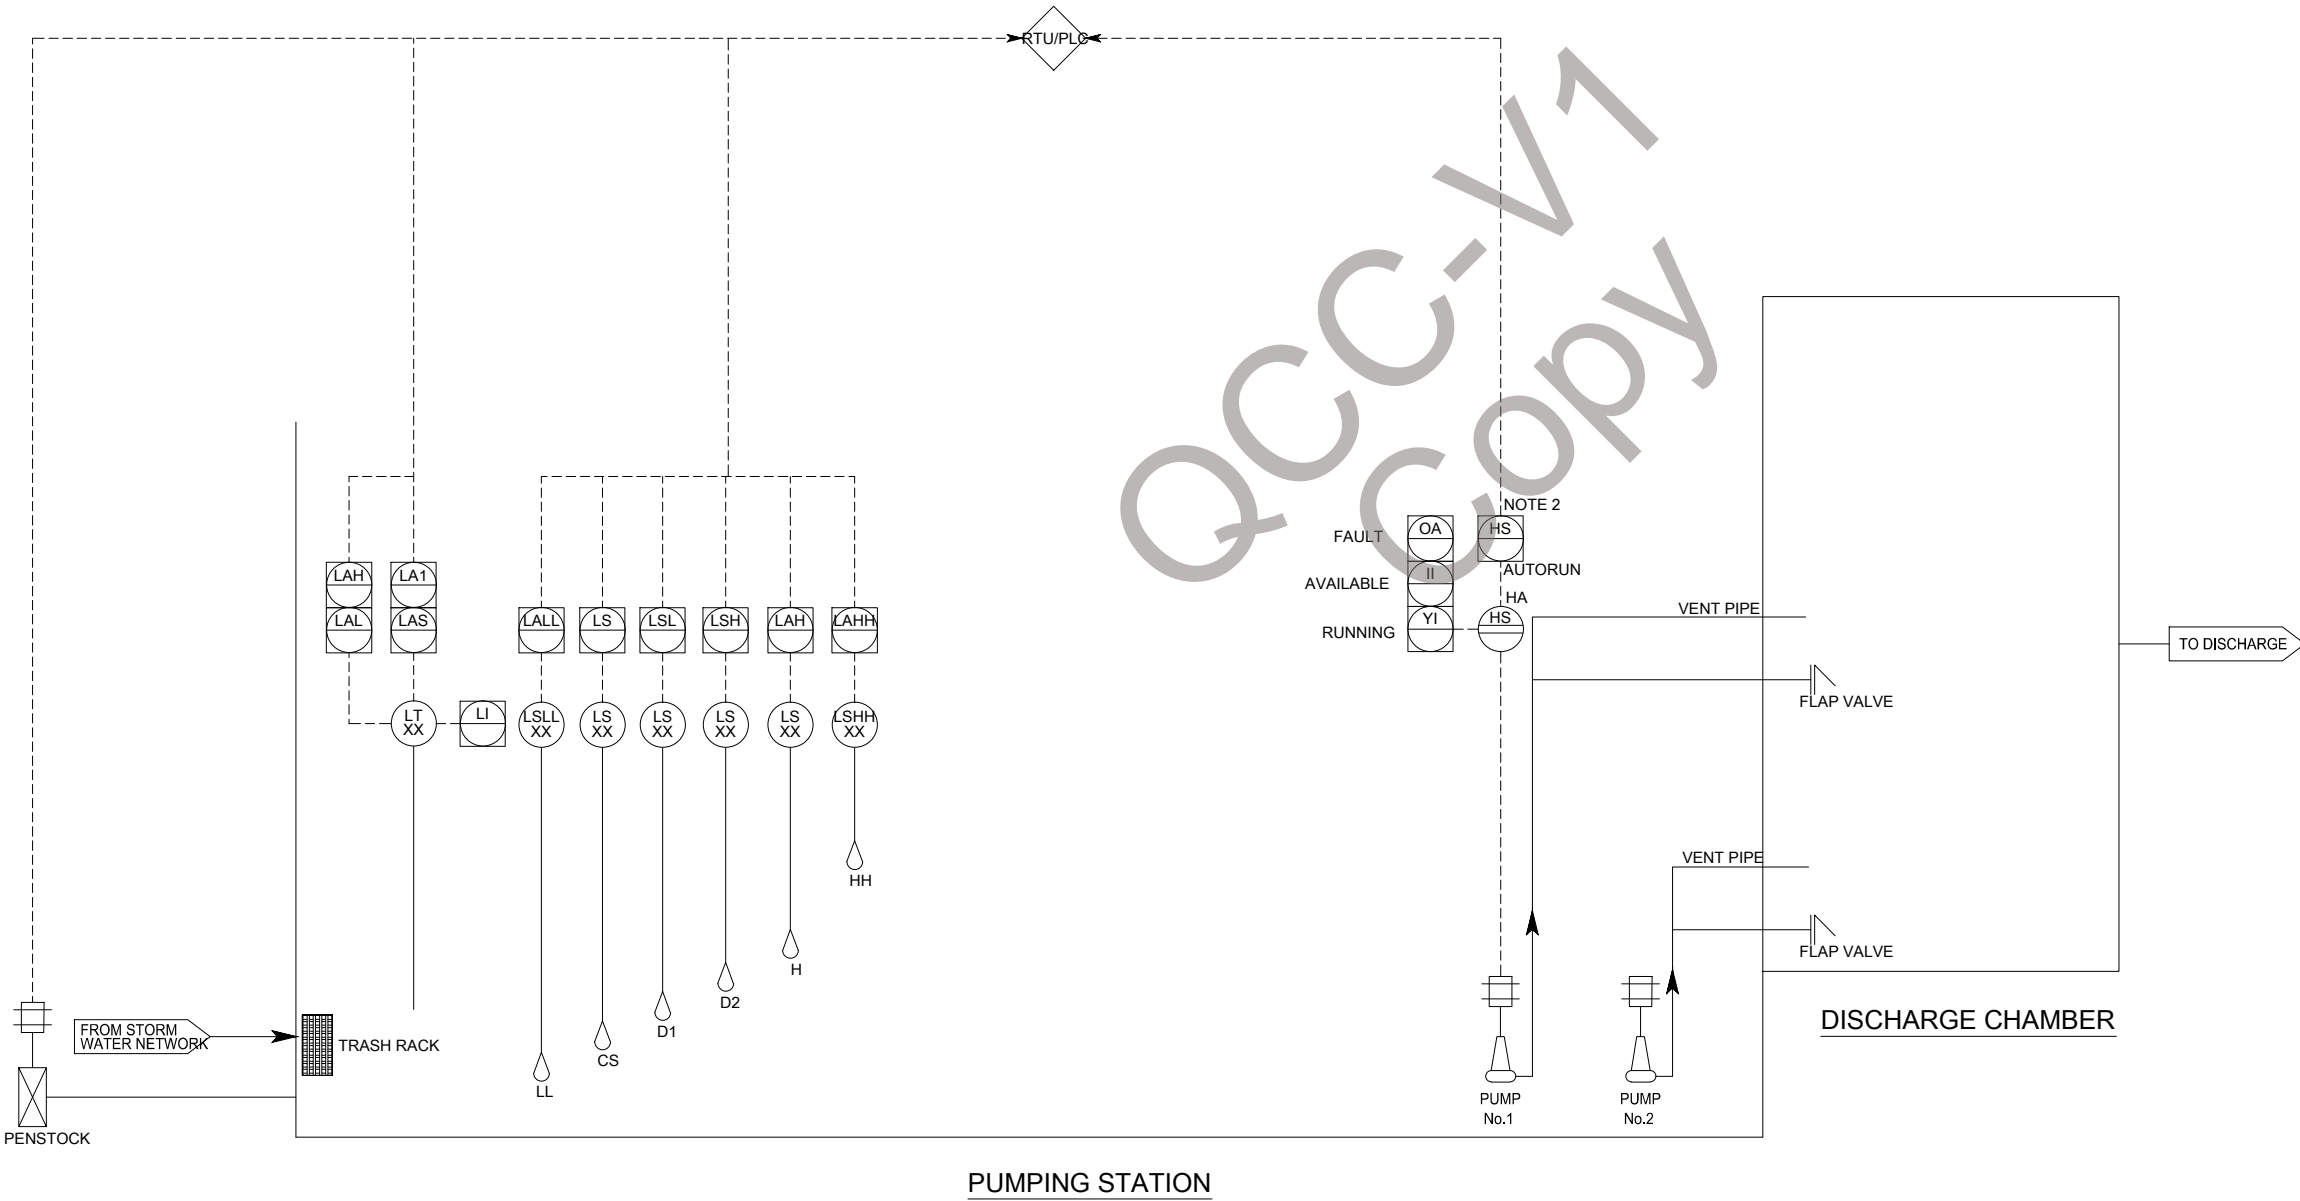 RTU/PLC
QCC-V1
Copy
NOTE 2
FAULT
OA
HS
AVAILABLE
II
AUTORUN
HA
RUNNING
YI
HS
LAH
LA1
LAL
LAS
LALL
LS
LSL
LSH
LAH
LAHH
LT
XX
LI
LSLL
XX
LS
XX
LS
XX
LS
XX
LS
XX
LSHH
XX
VENT PIPE
TO DISCHARGE
FLAP VALVE
HH
VENT PIPE
FLAP VALVE
H
D2
D1
CS
LL
FROM STORM
WATER NETWORK
TRASH RACK
PENSTOCK
PUMP
No.1
PUMP
No.2
DISCHARGE CHAMBER
PUMPING STATION